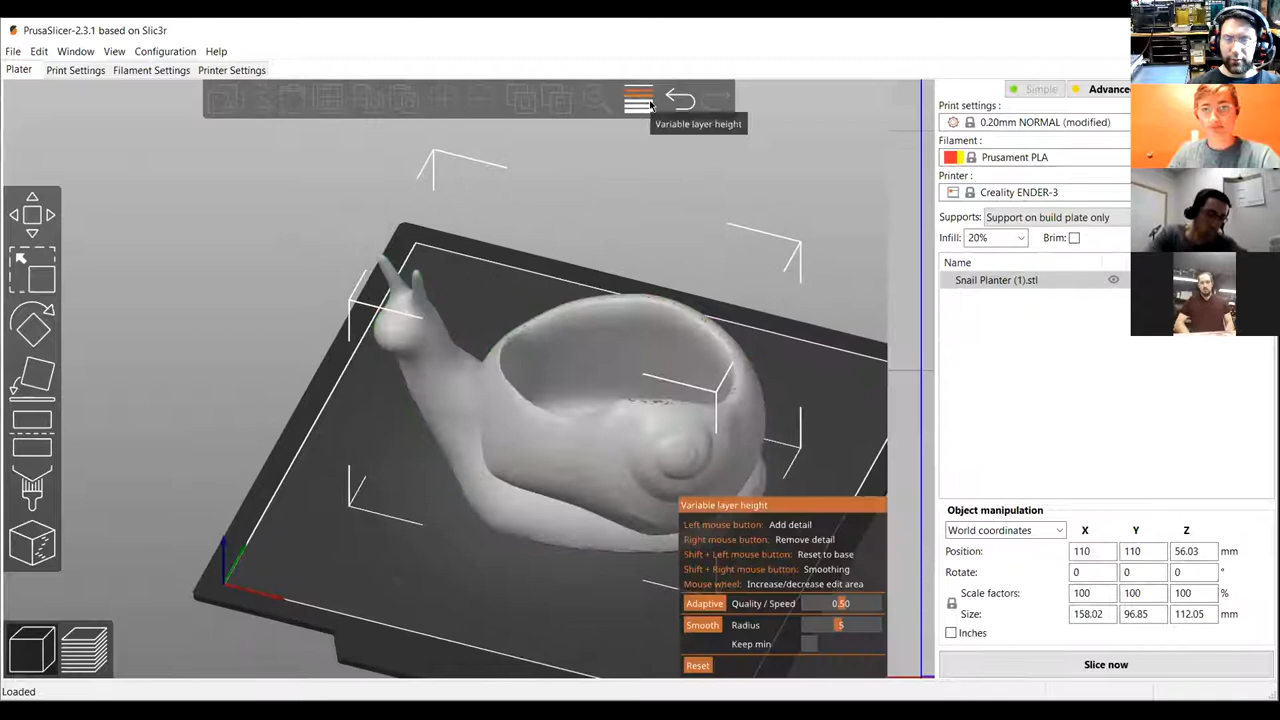 PrusaSlicer-2.3.1 based on Slic3r
File Edit Window View Configuration Help
Plater Print Settings Filament Settings Printer Settings
Variable layer height
Simple Advanced
Print settings :
0.20mm NORMAL (modified)
Filament :
Prusament PLA
Printer :
Creality ENDER-3
Supports: Support on build plate only
Infill: 20% Brim:
Name
Snail Planter (1).stl
Variable layer height
Left mouse button: Add detail
Right mouse button: Remove detail
Shift + Left mouse button: Reset to base
Shift + Right mouse button: Smoothing
Mouse wheel: Increase/decrease edit area
Adaptive Quality / Speed 0.50
Smooth Radius 5
Keep min
Reset
Object manipulation
World coordinates X Y Z
Position: 110 110 56.03 mm
Rotate: 0 0 0 °
Scale factors: 100 100 100 %
Size: 158.02 96.85 112.05 mm
Inches
Slice now
Loaded